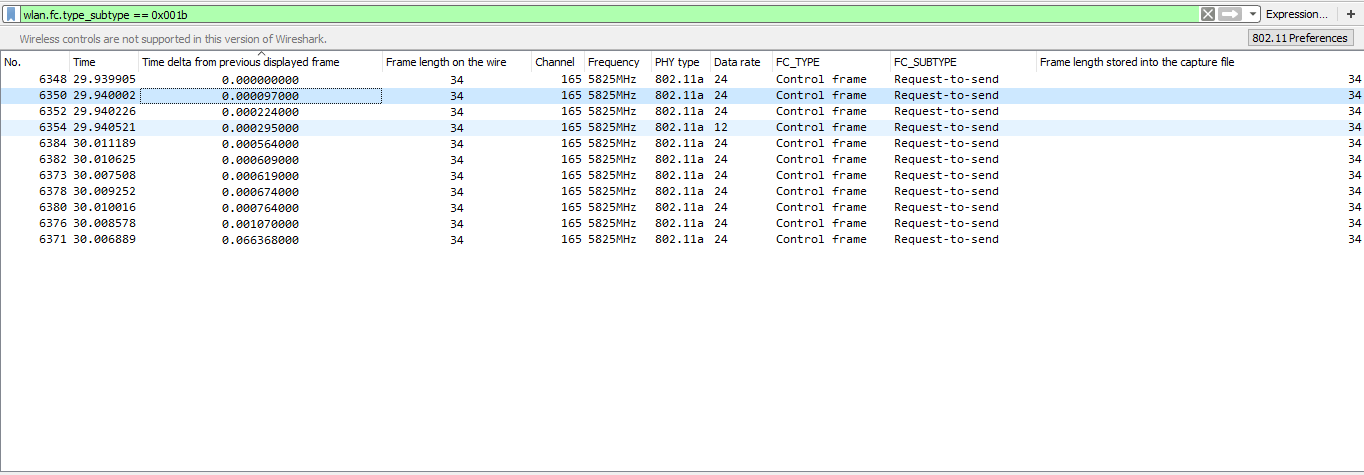 wlan.fc.type_subtype == 0x001b Expression... +
Wireless controls are not supported in this version of Wireshark. 802.11 Preferences
No. Time Time delta from previous displayed frame Frame length on the wire Channel Frequency PHY type Data rate FC_TYPE FC_SUBTYPE Frame length stored into the capture file
6348 29.939905 0.000000000 34 165 5825MHz 802.11a 24 Control frame Request-to-send 34
6350 29.940002 0.000097000 34 165 5825MHz 802.11a 24 Control frame Request-to-send 34
6352 29.940226 0.000224000 34 165 5825MHz 802.11a 24 Control frame Request-to-send 34
6354 29.940521 0.000295000 34 165 5825MHz 802.11a 12 Control frame Request-to-send 34
6384 30.011189 0.000564000 34 165 5825MHz 802.11a 24 Control frame Request-to-send 34
6382 30.010625 0.000609000 34 165 5825MHz 802.11a 24 Control frame Request-to-send 34
6373 30.007508 0.000619000 34 165 5825MHz 802.11a 24 Control frame Request-to-send 34
6378 30.009252 0.000674000 34 165 5825MHz 802.11a 24 Control frame Request-to-send 34
6380 30.010016 0.000764000 34 165 5825MHz 802.11a 24 Control frame Request-to-send 34
6376 30.008578 0.001070000 34 165 5825MHz 802.11a 24 Control frame Request-to-send 34
6371 30.006889 0.066368000 34 165 5825MHz 802.11a 24 Control frame Request-to-send 34